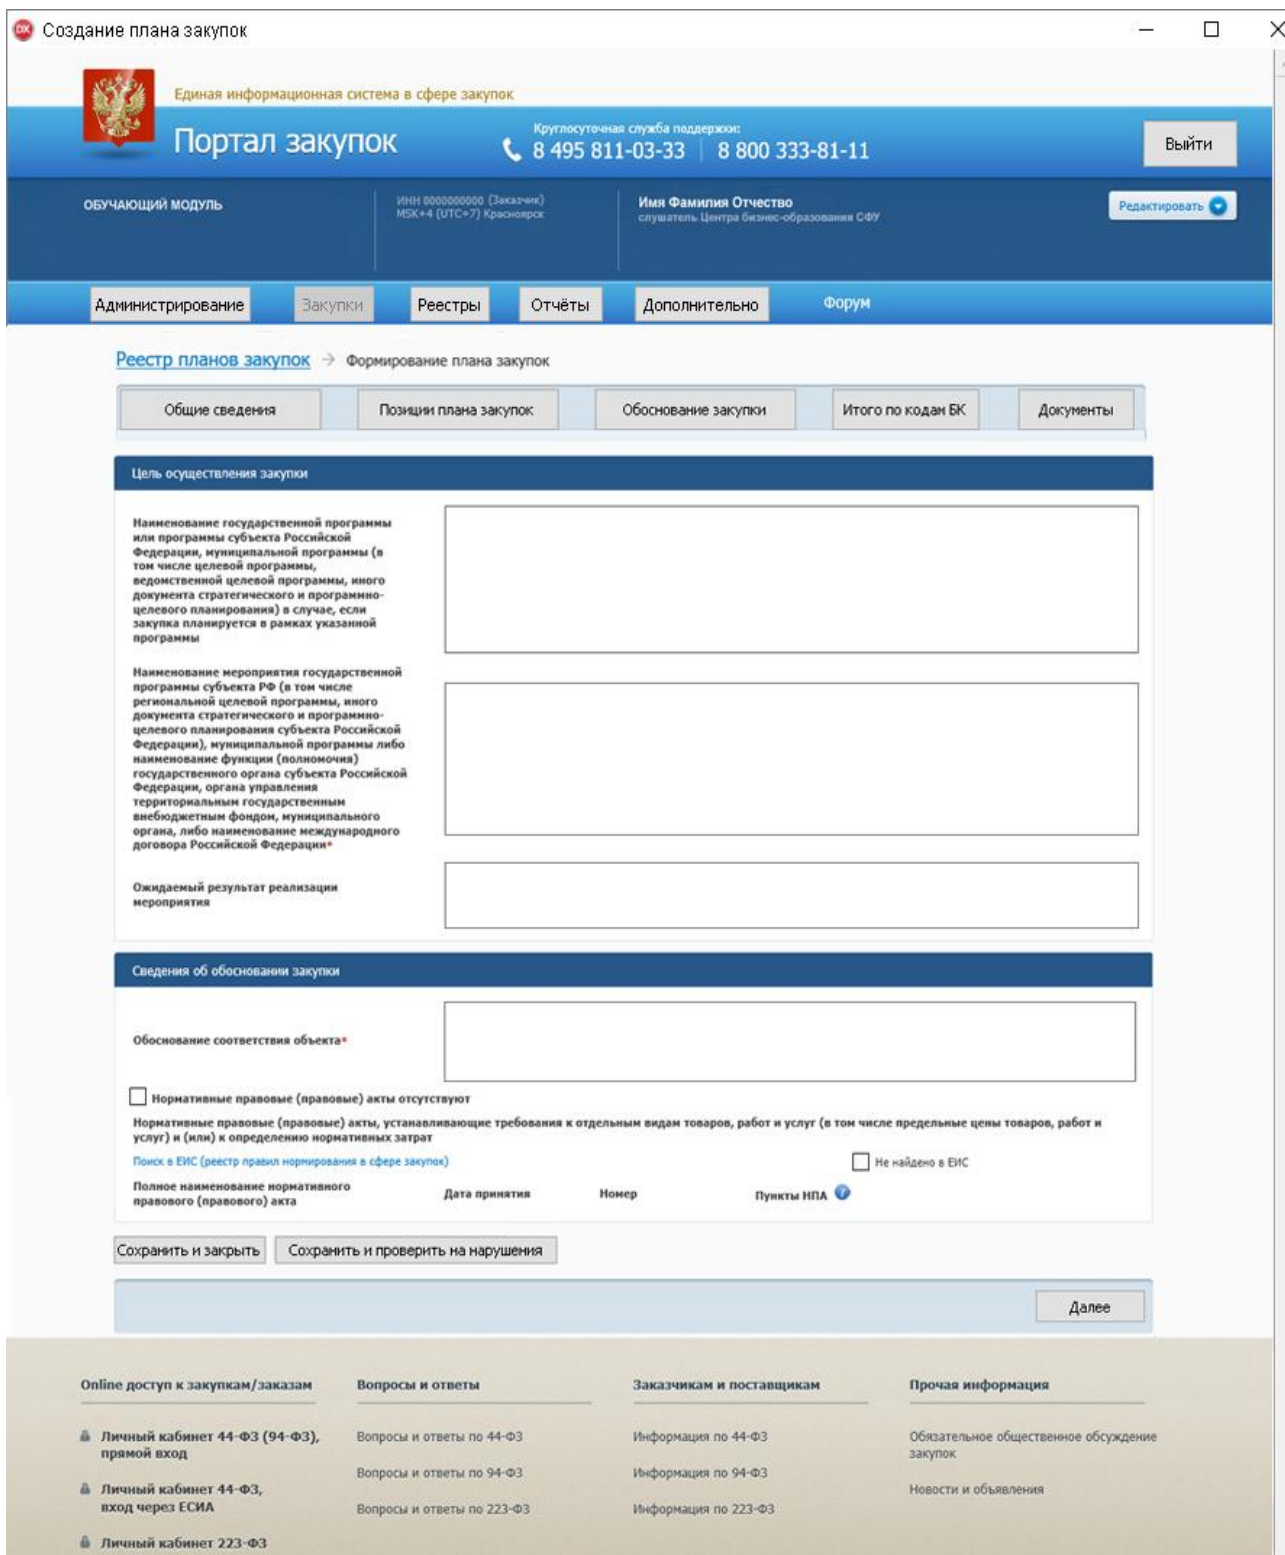 Создание плана закупок
Единая информационная система в сфере закупок
Портал закупок
Круглосуточная служба поддержки:
8 495 811-03-33 | 8 800 333-81-11
Выйти
ОБУЧАЮЩИЙ МОДУЛЬ
ИНН 0000000000 (Заказчик)
MSK+4 (UTC+7) Красноярск
Имя Фамилия Отчество
слушатель Центра бизнес-образования СФУ
Редактировать
Администрирование
Закупки
Реестры
Отчёты
Дополнительно
Форум
Реестр планов закупок → Формирование плана закупок
Общие сведения
Позиции плана закупок
Обоснование закупки
Итого по кодам БК
Документы
Цель осуществления закупки
Наименование государственной программы
или программы субъекта Российской
Федерации, муниципальной программы (в
том числе целевой программы,
ведомственной целевой программы, иного
документа стратегического и программно-
целевого планирования) в случае, если
закупка планируется в рамках указанной
программы
Наименование мероприятия государственной
программы субъекта РФ (в том числе
региональной целевой программы, иного
документа стратегического и программно-
целевого планирования субъекта Российской
Федерации), муниципальной программы либо
наименование функции (полномочия)
государственного органа субъекта Российской
Федерации, органа управления
территориальным государственным
внебюджетным фондом, муниципального
органа, либо наименование международного
договора Российской Федерации*
Ожидаемый результат реализации
мероприятия
Сведения об обосновании закупки
Обоснование соответствия объекта*
Нормативные правовые (правовые) акты отсутствуют
Нормативные правовые (правовые) акты, устанавливающие требования к отдельным видам товаров, работ и услуг (в том числе предельные цены товаров, работ и
услуг) и (или) к определению нормативных затрат
Поиск в ЕИС (реестр правил нормирования в сфере закупок)
Не найдено в ЕИС
Полное наименование нормативного
правового (правового) акта
Дата принятия
Номер
Пункты НПА ?
Сохранить и закрыть
Сохранить и проверить на нарушения
Далее
Online доступ к закупкам/заказам
Личный кабинет 44-ФЗ (94-ФЗ),
прямой вход
Личный кабинет 44-ФЗ,
вход через ЕСИА
Личный кабинет 223-ФЗ
Вопросы и ответы
Вопросы и ответы по 44-ФЗ
Вопросы и ответы по 94-ФЗ
Вопросы и ответы по 223-ФЗ
Заказчикам и поставщикам
Информация по 44-ФЗ
Информация по 94-ФЗ
Информация по 223-ФЗ
Прочая информация
Обязательное общественное обсуждение
закупок
Новости и объявления